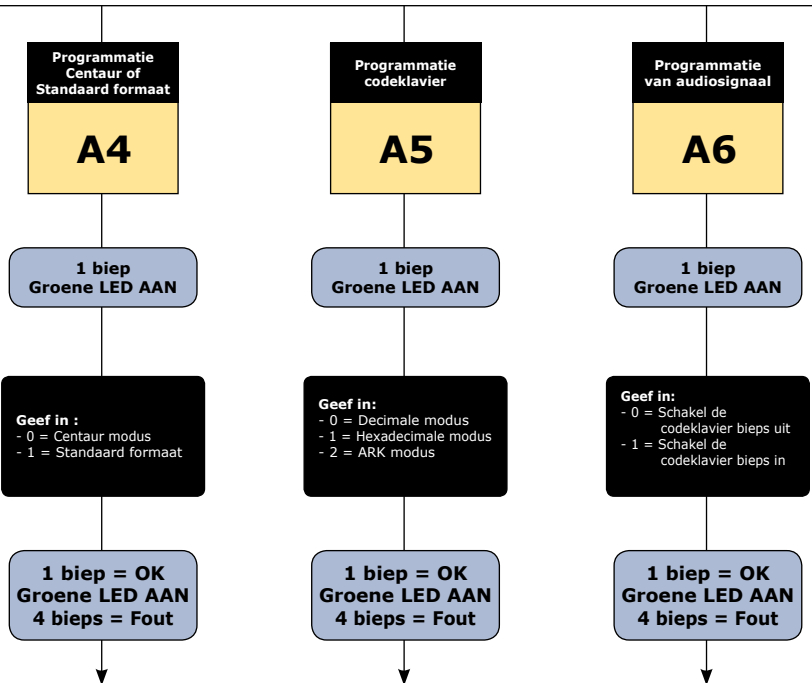 Programmatie
Centaur of
Standaard formaat
A4
1 biep
Groene LED AAN
Geef in :
- 0 = Centaur modus
- 1 = Standaard formaat
1 biep = OK
Groene LED AAN
4 bieps = Fout
Programmatie
codeklavier
A5
1 biep
Groene LED AAN
Geef in:
- 0 = Decimale modus
- 1 = Hexadecimale modus
- 2 = ARK modus
1 biep = OK
Groene LED AAN
4 bieps = Fout
Programmatie
van audiosignaal
A6
1 biep
Groene LED AAN
Geef in:
- 0 = Schakel de
codeklavier bieps uit
- 1 = Schakel de
codeklavier bieps in
1 biep = OK
Groene LED AAN
4 bieps = Fout